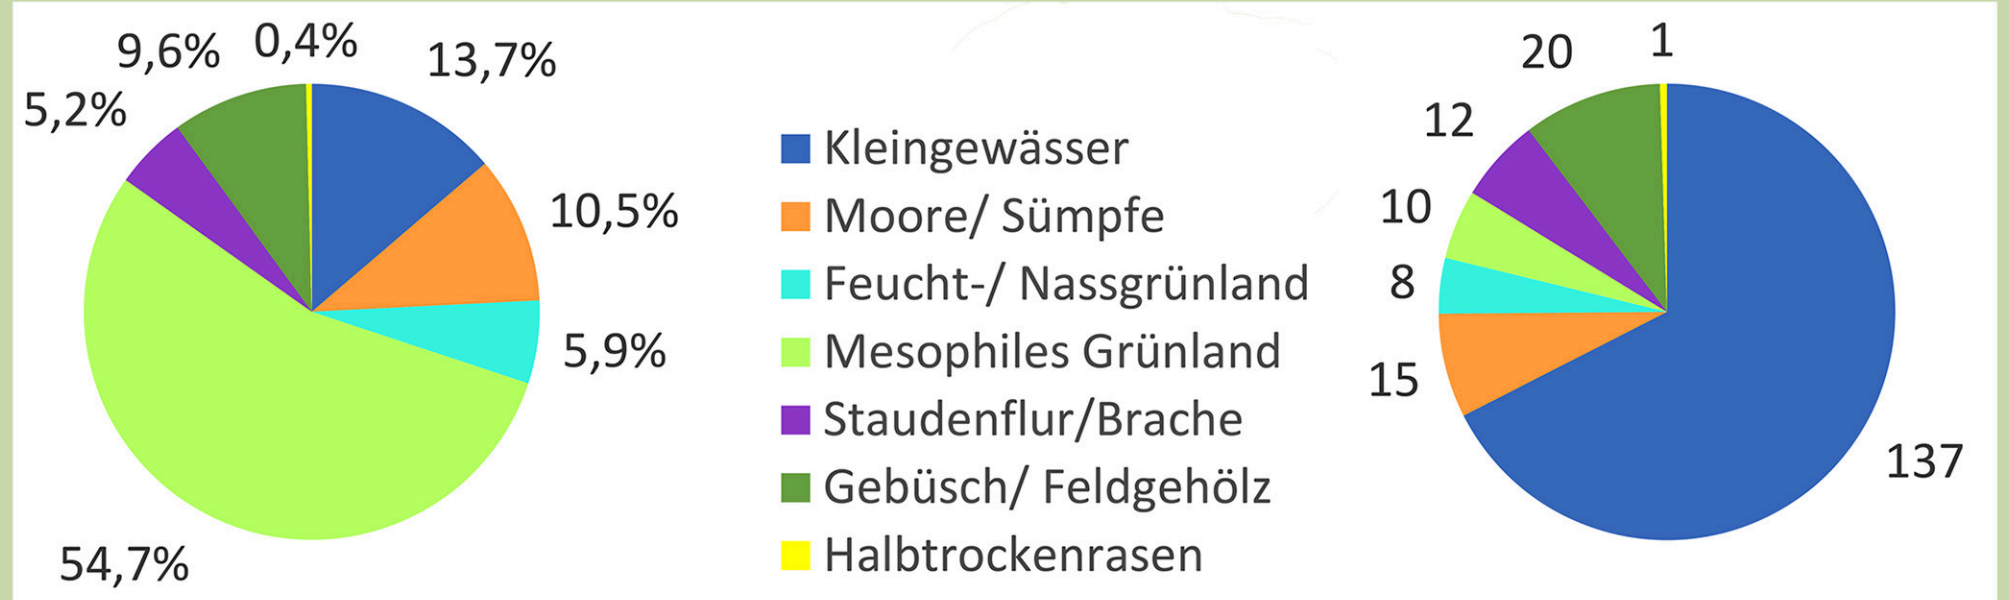 0,4%
9,6%
13,7%
5,2%
10,5%
5,9%
54,7%
Kleingewässer
Moore/ Sümpfe
Feucht-/ Nassgrünland
Mesophiles Grünland
Staudenflur/Brache
Gebüsch/ Feldgehölz
Halbtrockenrasen
1
20
12
10
8
15
137